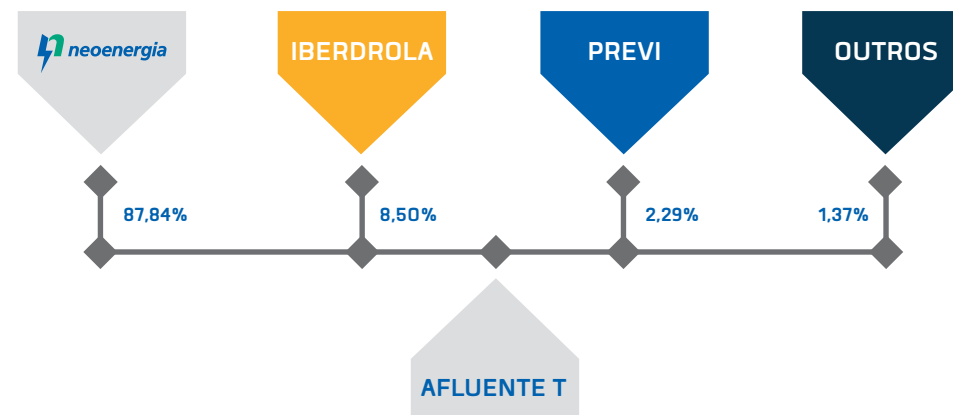 neoenergia
IBERDROLA
PREVI
OUTROS
87,84%
8,50%
2,29%
1,37%
AFLUENTE T